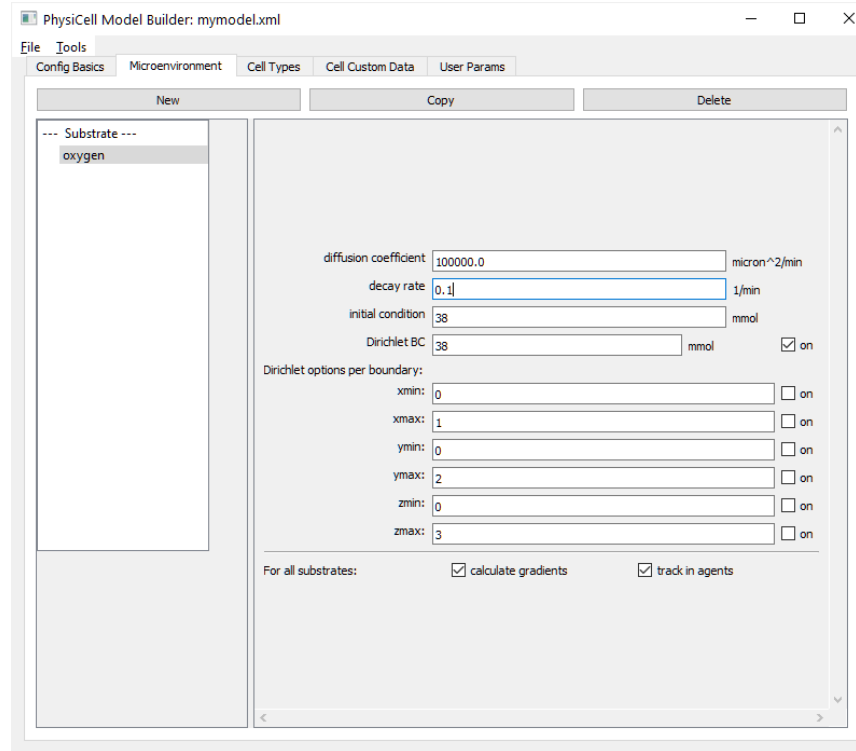 PhysiCell Model Builder: mymodel.xml
File Tools
Config Basics Microenvironment Cell Types Cell Custom Data User Params
New Copy Delete
--- Substrate ---
oxygen
diffusion coefficient 100000.0 micron^2/min
decay rate 0.1 1/min
initial condition 38 mmol
Dirichlet BC 38 mmol on
Dirichlet options per boundary:
xmin: 0 on
xmax: 1 on
ymin: 0 on
ymax: 2 on
zmin: 0 on
zmax: 3 on
For all substrates: calculate gradients track in agents